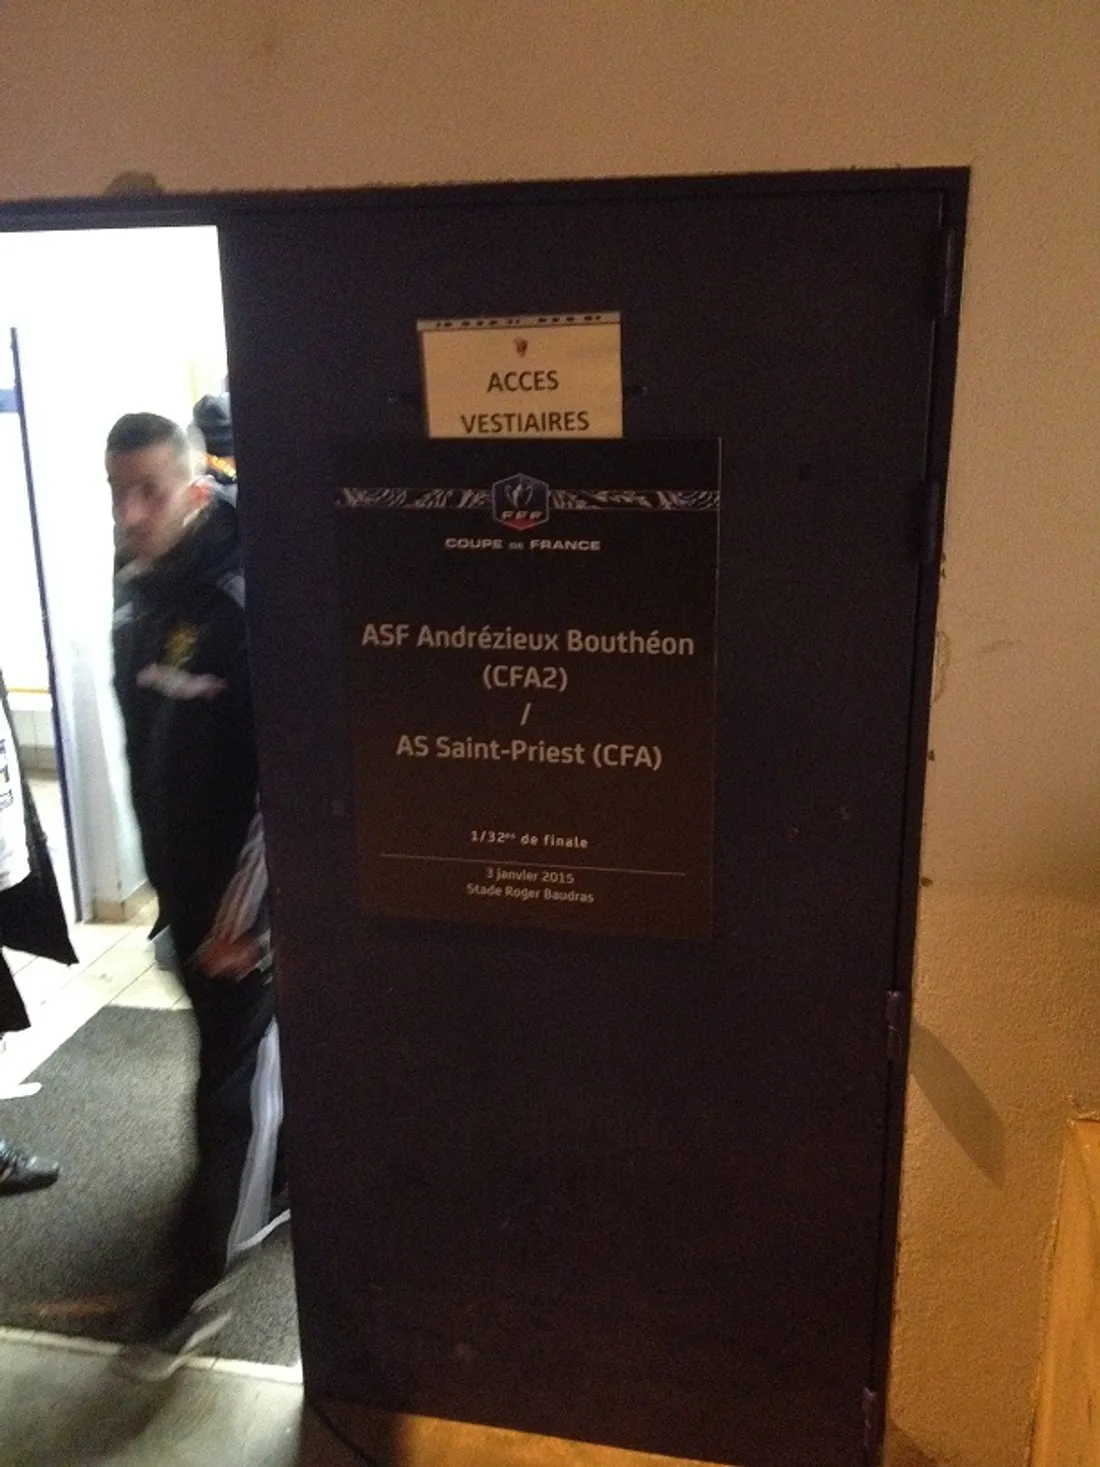 ACCES
VESTIAIRES
FFF
COUPE DE FRANCE
ASF Andrézieux Bouthéon
(CFA2)
/
AS Saint-Priest (CFA)
1/32es de finale
3 janvier 2015
Stade Roger Baudras